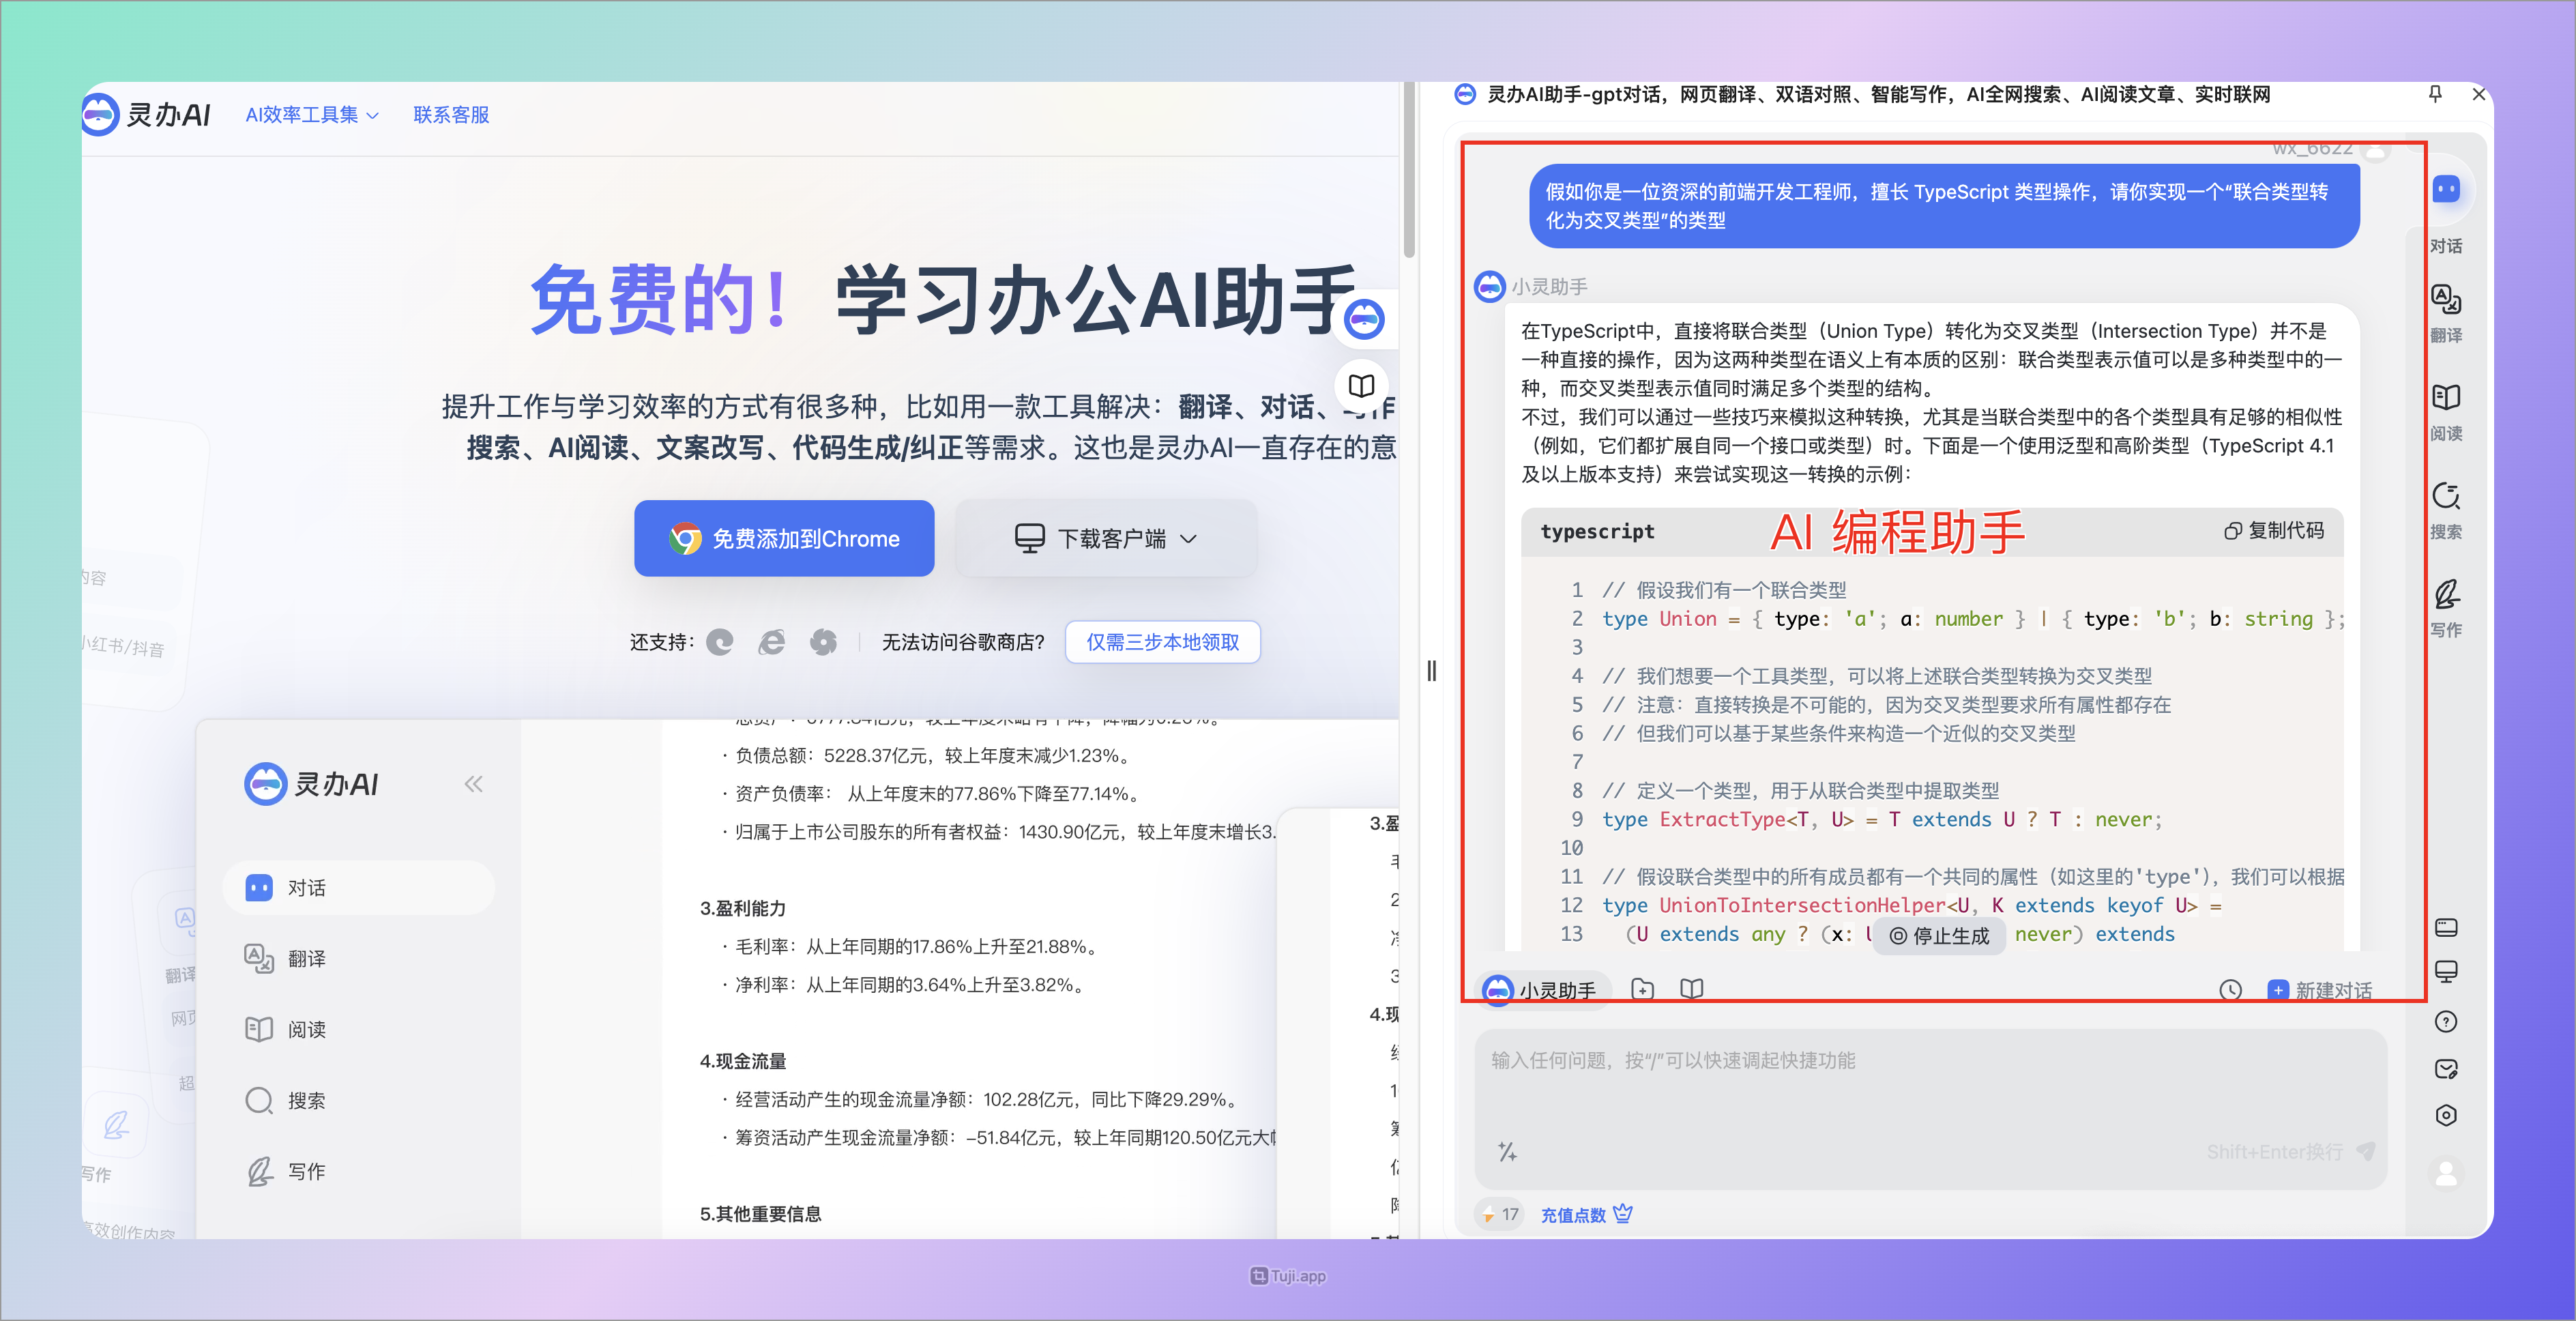 灵办AI
AI效率工具集
联系客服
免费的！学习办公AI助手
提升工作与学习效率的方式有很多种，比如用一款工具解决：翻译、对话、写作
搜索、AI阅读、文案改写、代码生成/纠正等需求。这也是灵办AI一直存在的意
免费添加到Chrome
下载客户端
还支持：
无法访问谷歌商店？
仅需三步本地领取
内容
小红书/抖音
翻译
网页
超
写作
高效创作内容
灵办AI
对话
翻译
阅读
搜索
写作
· 负债总额：5228.37亿元，较上年度末减少1.23%。
· 资产负债率： 从上年度末的77.86%下降至77.14%。
· 归属于上市公司股东的所有者权益：1430.90亿元，较上年度末增长3.
3.盈利能力
· 毛利率：从上年同期的17.86%上升至21.88%。
· 净利率：从上年同期的3.64%上升至3.82%。
4.现金流量
· 经营活动产生的现金流量净额：102.28亿元，同比下降29.29%。
· 筹资活动产生现金流量净额：–51.84亿元，较上年同期120.50亿元大
5.其他重要信息
3.盈
毛
2
净
3
4.现
经
1
筹
亿
灵办AI助手-gpt对话，网页翻译、双语对照、智能写作，AI全网搜索、AI阅读文章、实时联网
wx_6622
假如你是一位资深的前端开发工程师，擅长 TypeScript 类型操作，请你实现一个“联合类型转
化为交叉类型”的类型
小灵助手
在TypeScript中，直接将联合类型（Union Type）转化为交叉类型（Intersection Type）并不是
一种直接的操作，因为这两种类型在语义上有本质的区别：联合类型表示值可以是多种类型中的一
种，而交叉类型表示值同时满足多个类型的结构。
不过，我们可以通过一些技巧来模拟这种转换，尤其是当联合类型中的各个类型具有足够的相似性
（例如，它们都扩展自同一个接口或类型）时。下面是一个使用泛型和高阶类型（TypeScript 4.1
及以上版本支持）来尝试实现这一转换的示例：
typescript
AI 编程助手
复制代码
1 // 假设我们有一个联合类型
2 type Union = { type: 'a'; a: number } | { type: 'b'; b: string };
3
4 // 我们想要一个工具类型，可以将上述联合类型转换为交叉类型
5 // 注意：直接转换是不可能的，因为交叉类型要求所有属性都存在
6 // 但我们可以基于某些条件来构造一个近似的交叉类型
7
8 // 定义一个类型，用于从联合类型中提取类型
9 type ExtractType<T, U> = T extends U ? T : never;
10
11 // 假设联合类型中的所有成员都有一个共同的属性（如这里的'type'），我们可以根据
12 type UnionToIntersectionHelper<U, K extends keyof U> =
13 (U extends any ? (x: never) extends
停止生成
小灵助手
新建对话
输入任何问题，按“/”可以快速调起快捷功能
Shift+Enter换行
17
充值点数
对话
翻译
阅读
搜索
写作
Tuji.app